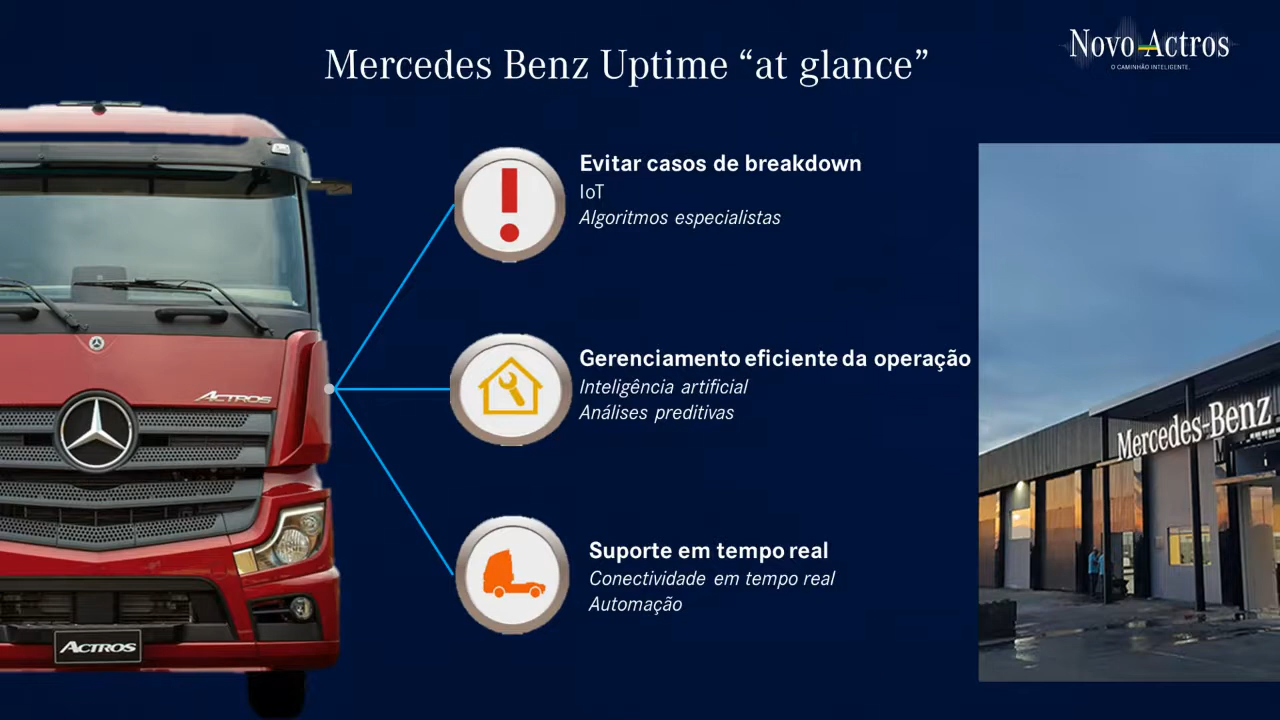 Mercedes Benz Uptime “at glance”
Novo Actros
O CAMINHÃO INTELIGENTE.
Evitar casos de breakdown
IoT
Algoritmos especialistas
Gerenciamento eficiente da operação
Inteligência artificial
Análises preditivas
Suporte em tempo real
Conectividade em tempo real
Automação
ACTROS
ACTROS
Mercedes-Benz